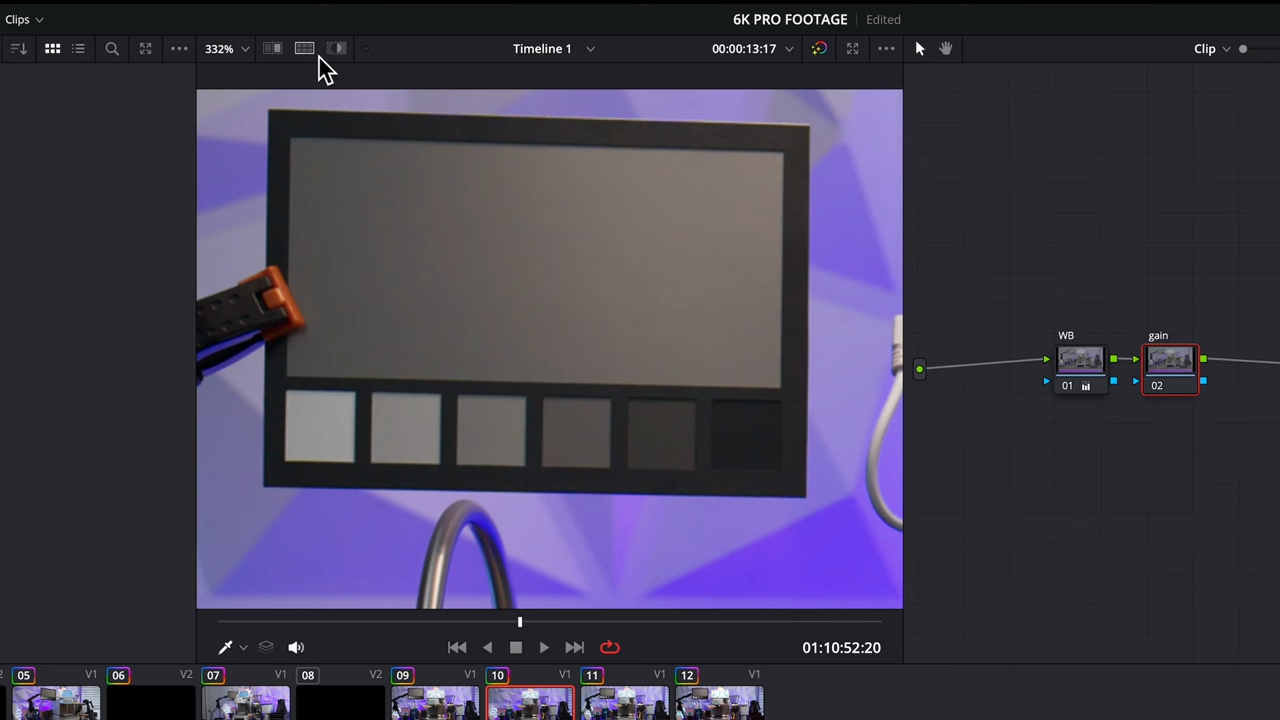 Clips
6K PRO FOOTAGE Edited
332%
Timeline 1
00:00:13:17
Clip
WB
gain
01
02
01:10:52:20
2
05 V1
06 V2
07 V1
08 V2
09 V1
10 V1
11 V1
12 V1